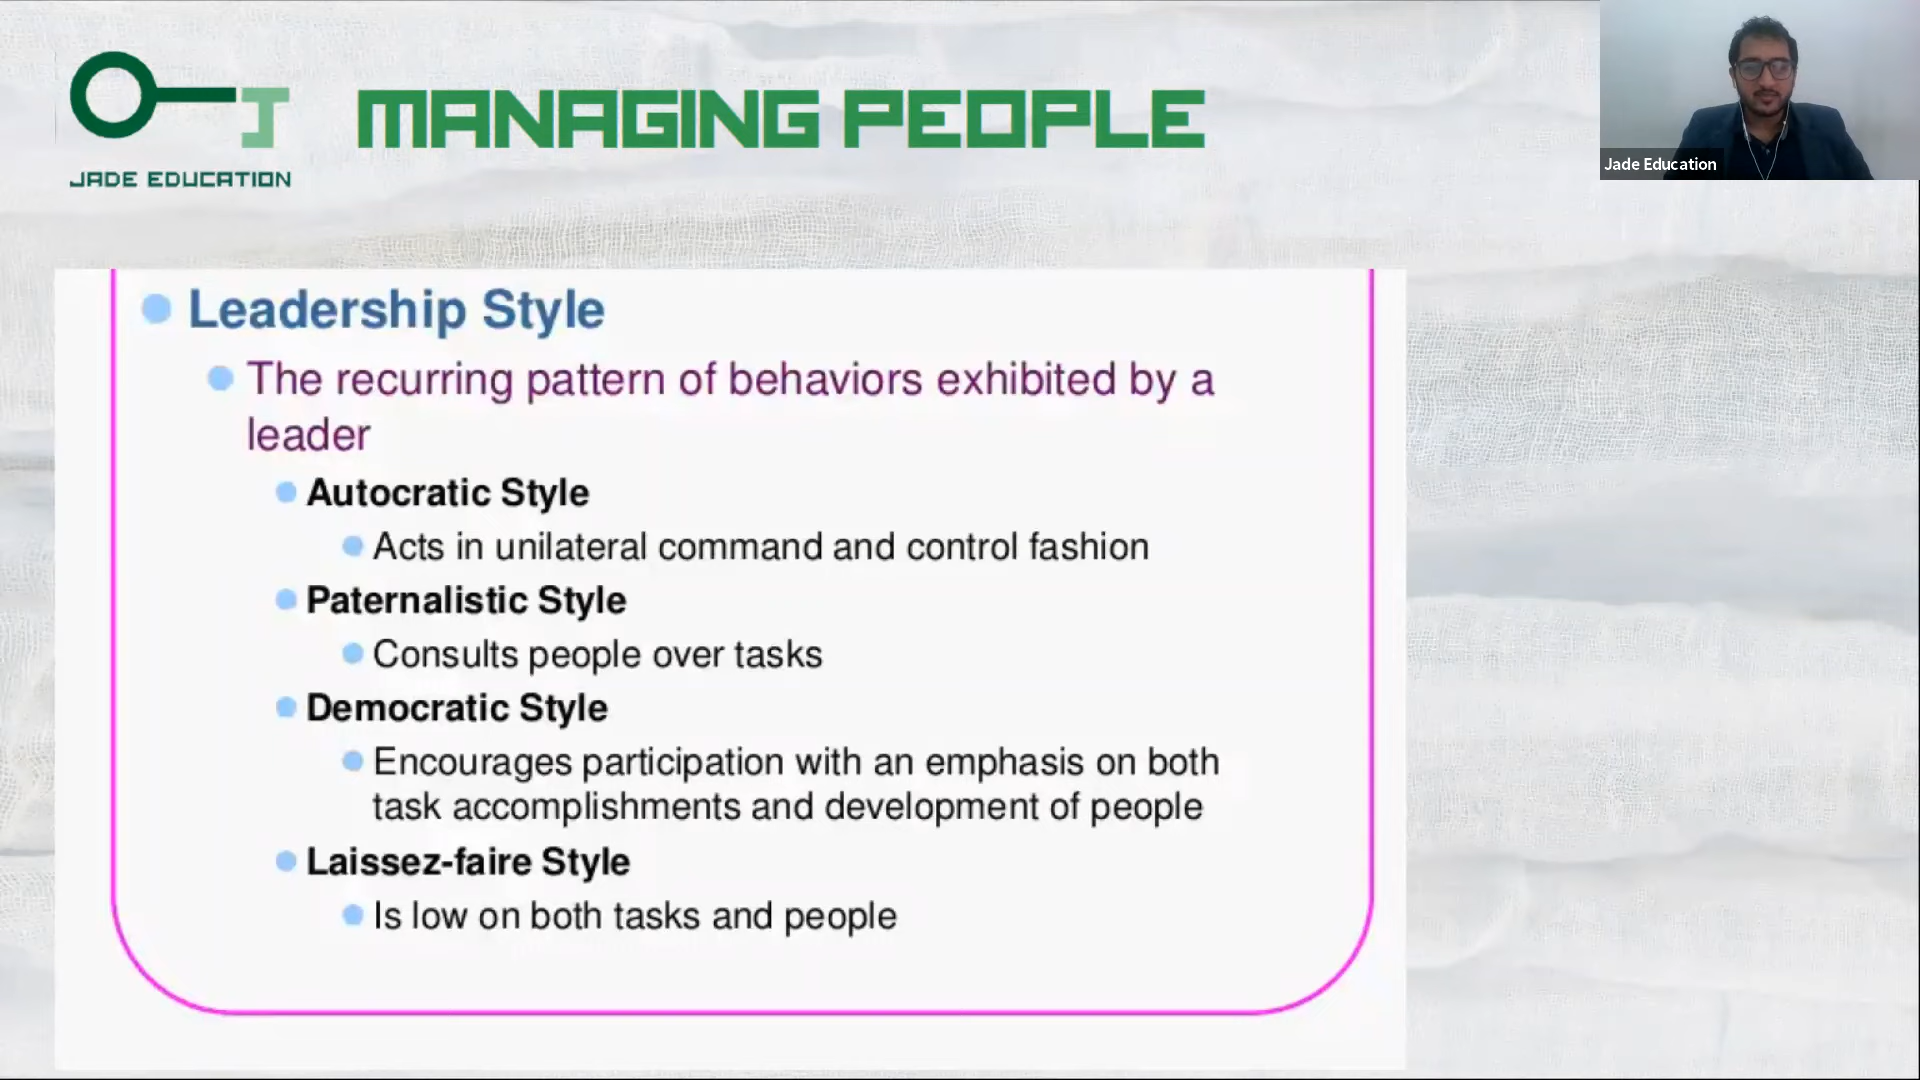 J
JADE EDUCATION
MANAGING PEOPLE
Jade Education
Leadership Style
The recurring pattern of behaviors exhibited by a
leader
Autocratic Style
Acts in unilateral command and control fashion
Paternalistic Style
Consults people over tasks
Democratic Style
Encourages participation with an emphasis on both
task accomplishments and development of people
Laissez-faire Style
Is low on both tasks and people